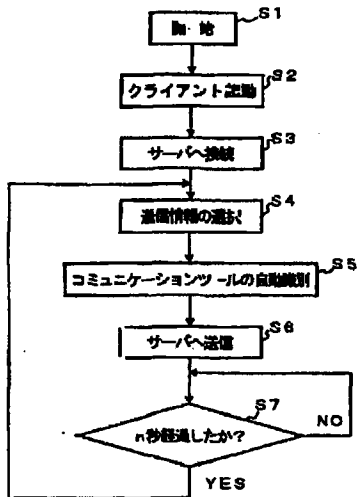 S1
開始
S2
クライアント起動
S3
サーバへ接続
S4
送信情報の選択
S5
コミュニケーションツールの自動識別
S6
サーバへ送信
S7
n秒経過したか?
NO
YES